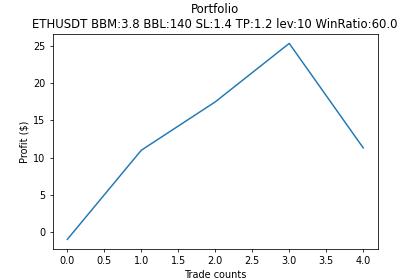 Portfolio
ETHUSDT BBM:3.8 BBL:140 SL:1.4 TP:1.2 lev:10 WinRatio:60.0
25
20
15
10
5
0
Profit ($)
0.0 0.5 1.0 1.5 2.0 2.5 3.0 3.5 4.0
Trade counts